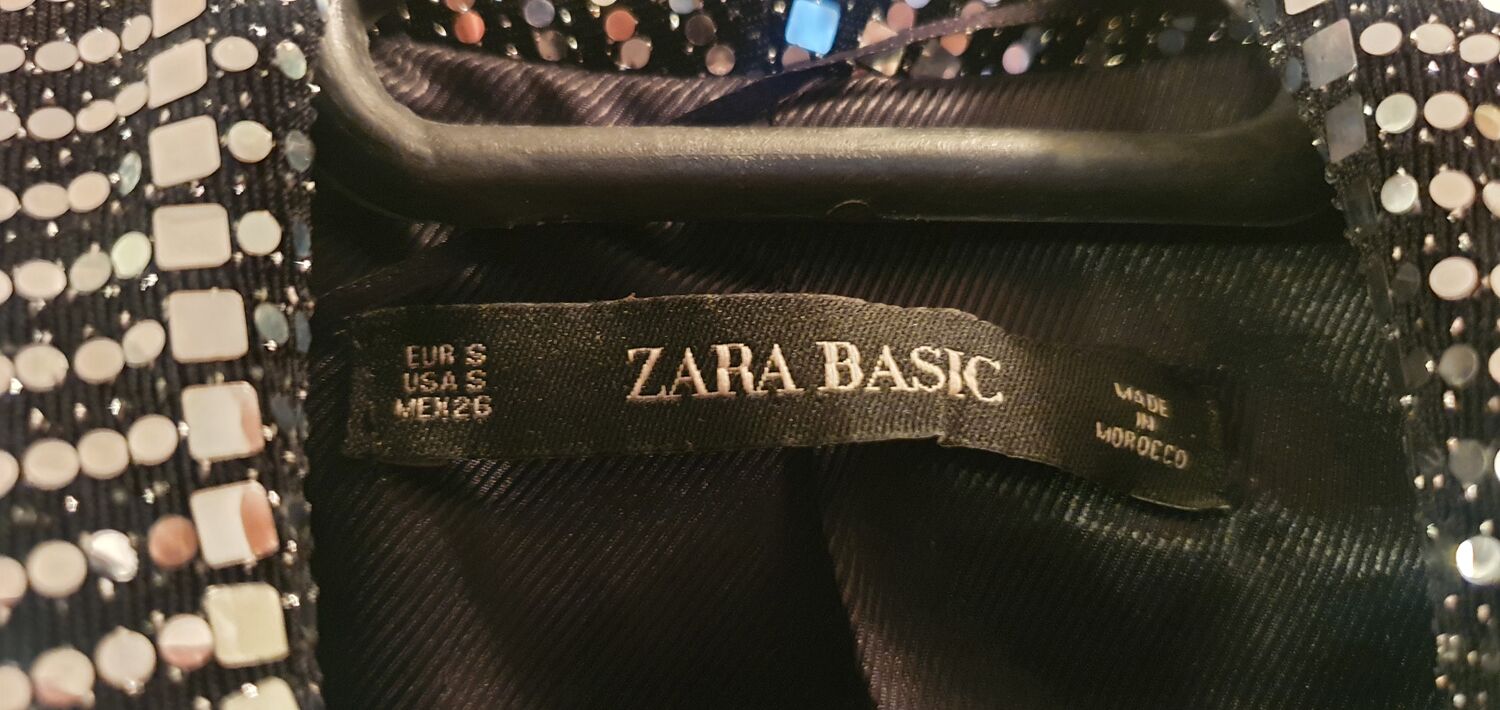 EUR S
USA S
MEX 26
ZARA BASIC
MADE
IN
MOROCCO